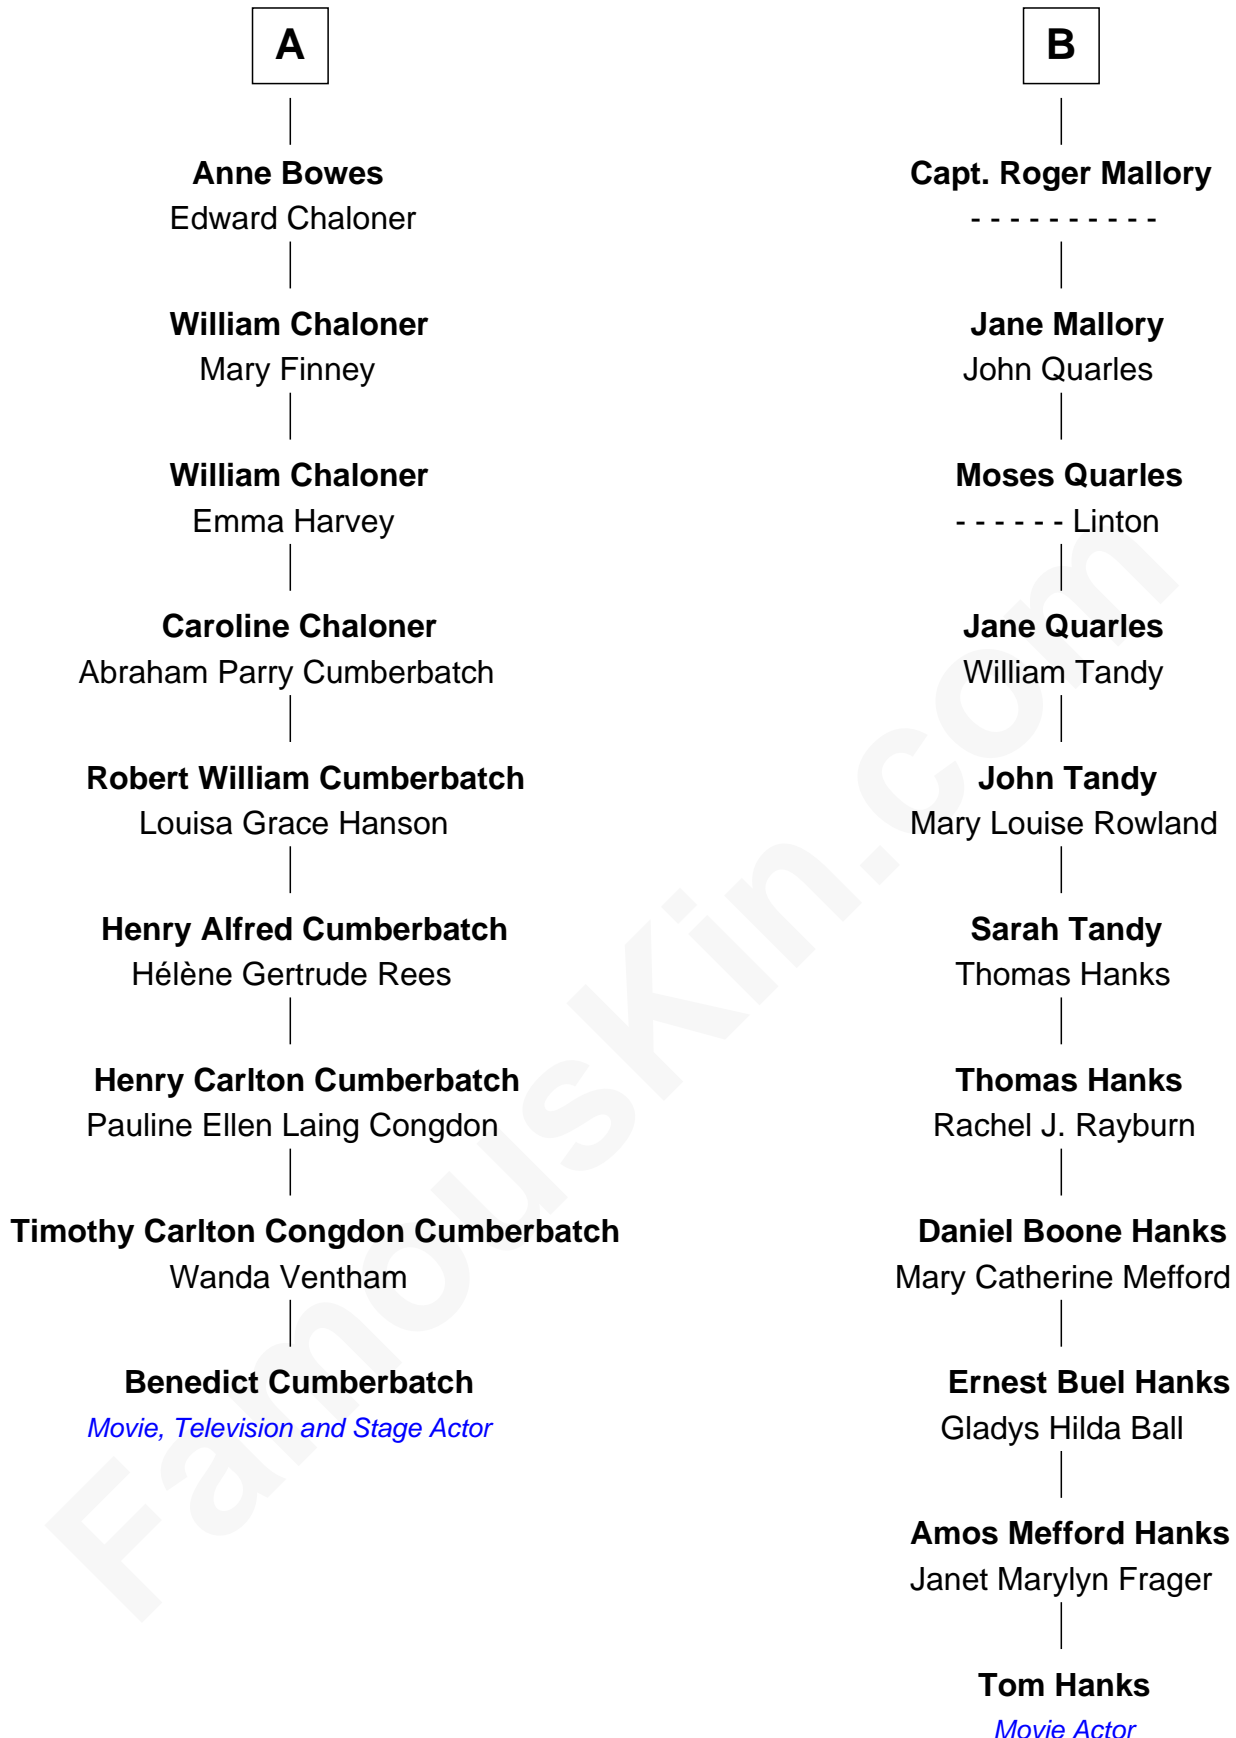 A
Anne Bowes
Edward Chaloner
William Chaloner
Mary Finney
William Chaloner
Emma Harvey
Caroline Chaloner
Abraham Parry Cumberbatch
Robert William Cumberbatch
Louisa Grace Hanson
Henry Alfred Cumberbatch
Hélène Gertrude Rees
Henry Carlton Cumberbatch
Pauline Ellen Laing Congdon
Timothy Carlton Congdon Cumberbatch
Wanda Ventham
Benedict Cumberbatch
Movie, Television and Stage Actor
B
Capt. Roger Mallory
- - - - - - - - - -
Jane Mallory
John Quarles
Moses Quarles
- - - - - - Linton
Jane Quarles
William Tandy
John Tandy
Mary Louise Rowland
Sarah Tandy
Thomas Hanks
Thomas Hanks
Rachel J. Rayburn
Daniel Boone Hanks
Mary Catherine Mefford
Ernest Buel Hanks
Gladys Hilda Ball
Amos Mefford Hanks
Janet Marylyn Frager
Tom Hanks
Movie Actor
FamousKin.com